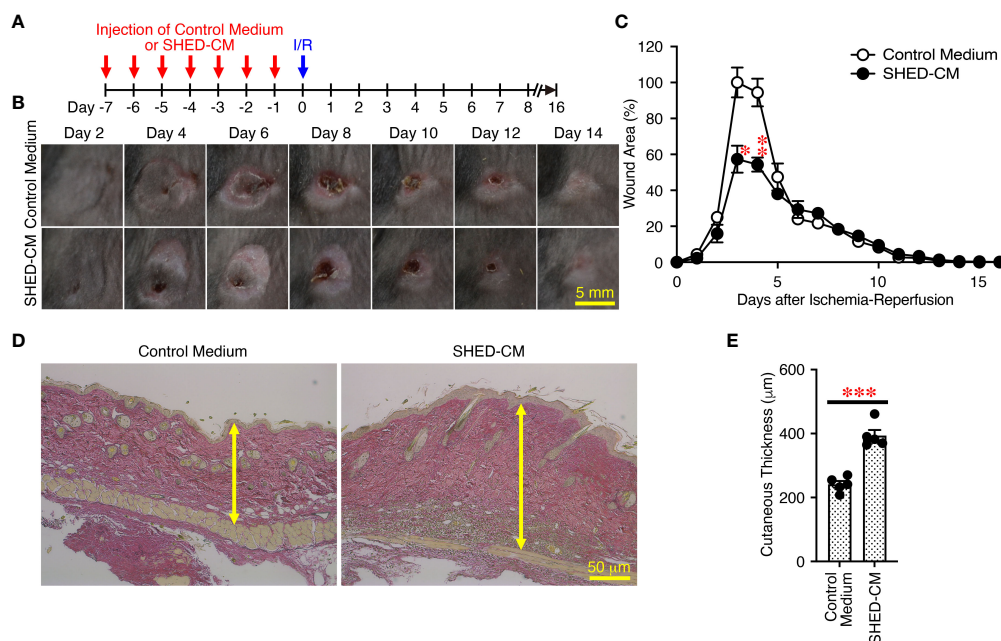 A
Injection of Control Medium
or SHED-CM
I/R
Day -7 -6 -5 -4 -3 -2 -1 0 1 2 3 4 5 6 7 8 16
B
Day 2 Day 4 Day 6 Day 8 Day 10 Day 12 Day 14
Control Medium
SHED-CM
5 mm
C
Control Medium
SHED-CM
Wound Area (%)
120
100
80
60
40
20
0
*
**
0 5 10 15
Days after Ischemia-Reperfusion
D
Control Medium SHED-CM
50 μm
E
***
Cutaneous Thickness (μm)
600
400
200
0
Control
Medium
SHED-CM